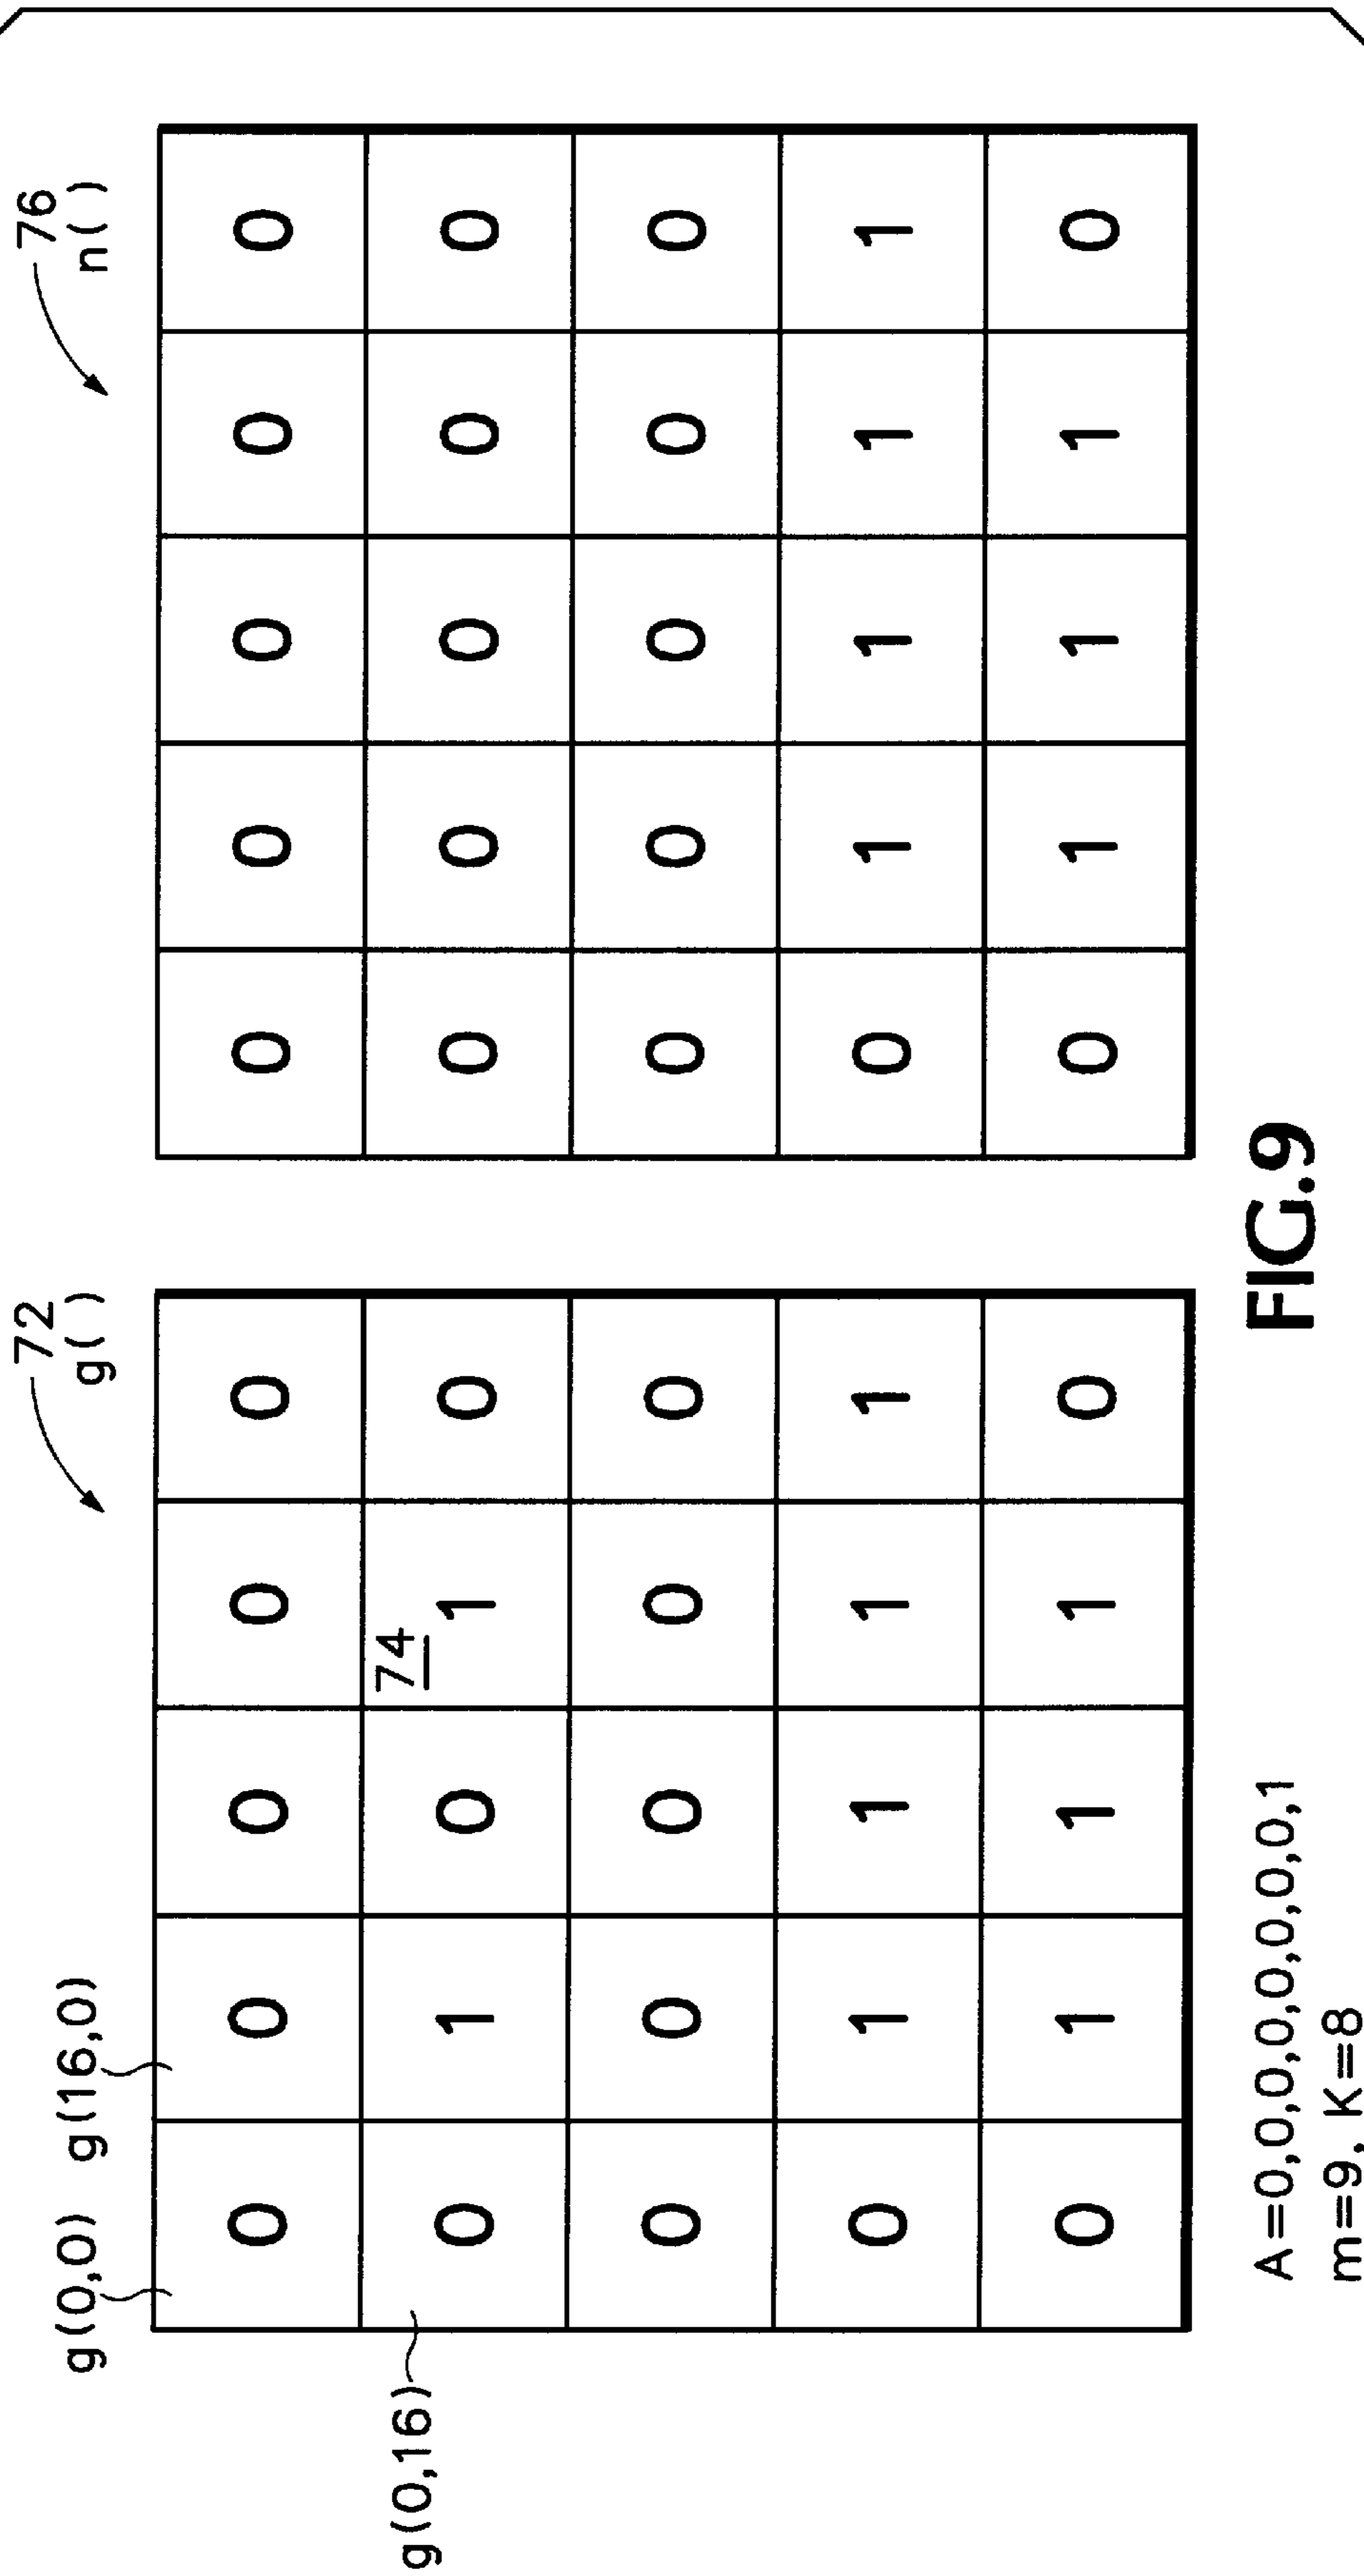 72
g( )
76
n( )
g(0,0) g(16,0)
g(0,16)
0 0 0 0 0
74
0 1 0 1 0
0 0 0 0 0
0 1 1 1 1
0 1 1 1 0
0 0 0 0 0
0 0 0 0 0
0 0 0 0 0
0 1 1 1 1
0 1 1 1 0
A=0,0,0,0,0,0,0,0,1
m=9, K=8
FIG.9